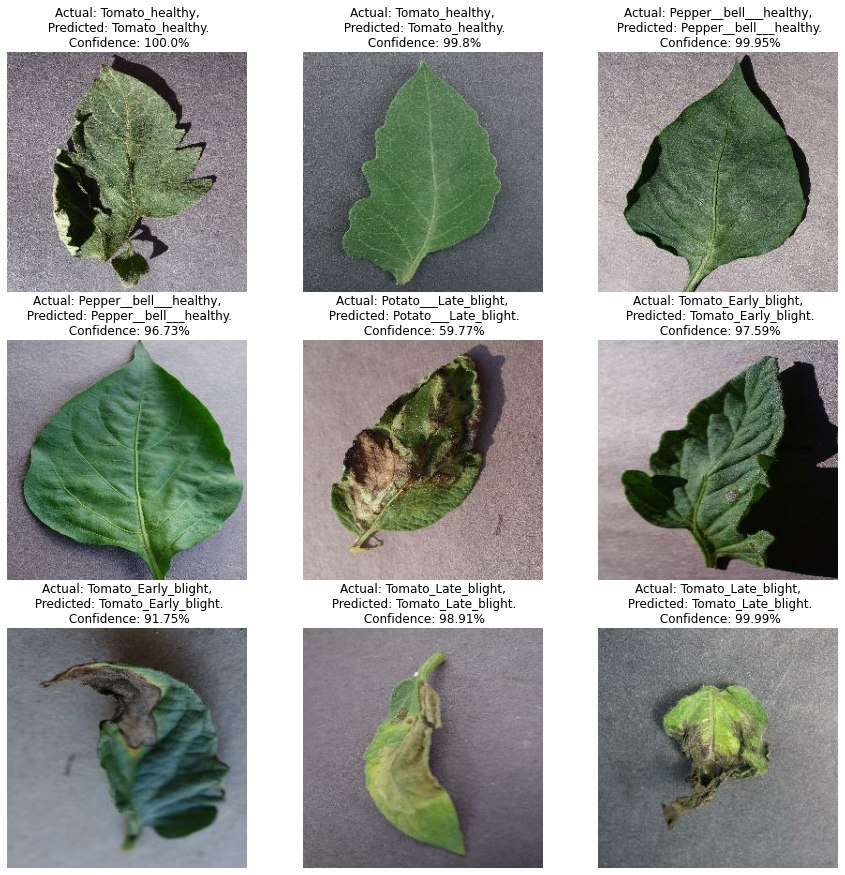 Actual: Tomato_healthy,
Predicted: Tomato_healthy.
Confidence: 100.0%
Actual: Tomato_healthy,
Predicted: Tomato_healthy.
Confidence: 99.8%
Actual: Pepper__bell___healthy,
Predicted: Pepper__bell___healthy.
Confidence: 99.95%
Actual: Pepper__bell___healthy,
Predicted: Pepper__bell___healthy.
Confidence: 96.73%
Actual: Potato___Late_blight,
Predicted: Potato___Late_blight.
Confidence: 59.77%
Actual: Tomato_Early_blight,
Predicted: Tomato_Early_blight.
Confidence: 97.59%
Actual: Tomato_Early_blight,
Predicted: Tomato_Early_blight.
Confidence: 91.75%
Actual: Tomato_Late_blight,
Predicted: Tomato_Late_blight.
Confidence: 98.91%
Actual: Tomato_Late_blight,
Predicted: Tomato_Late_blight.
Confidence: 99.99%